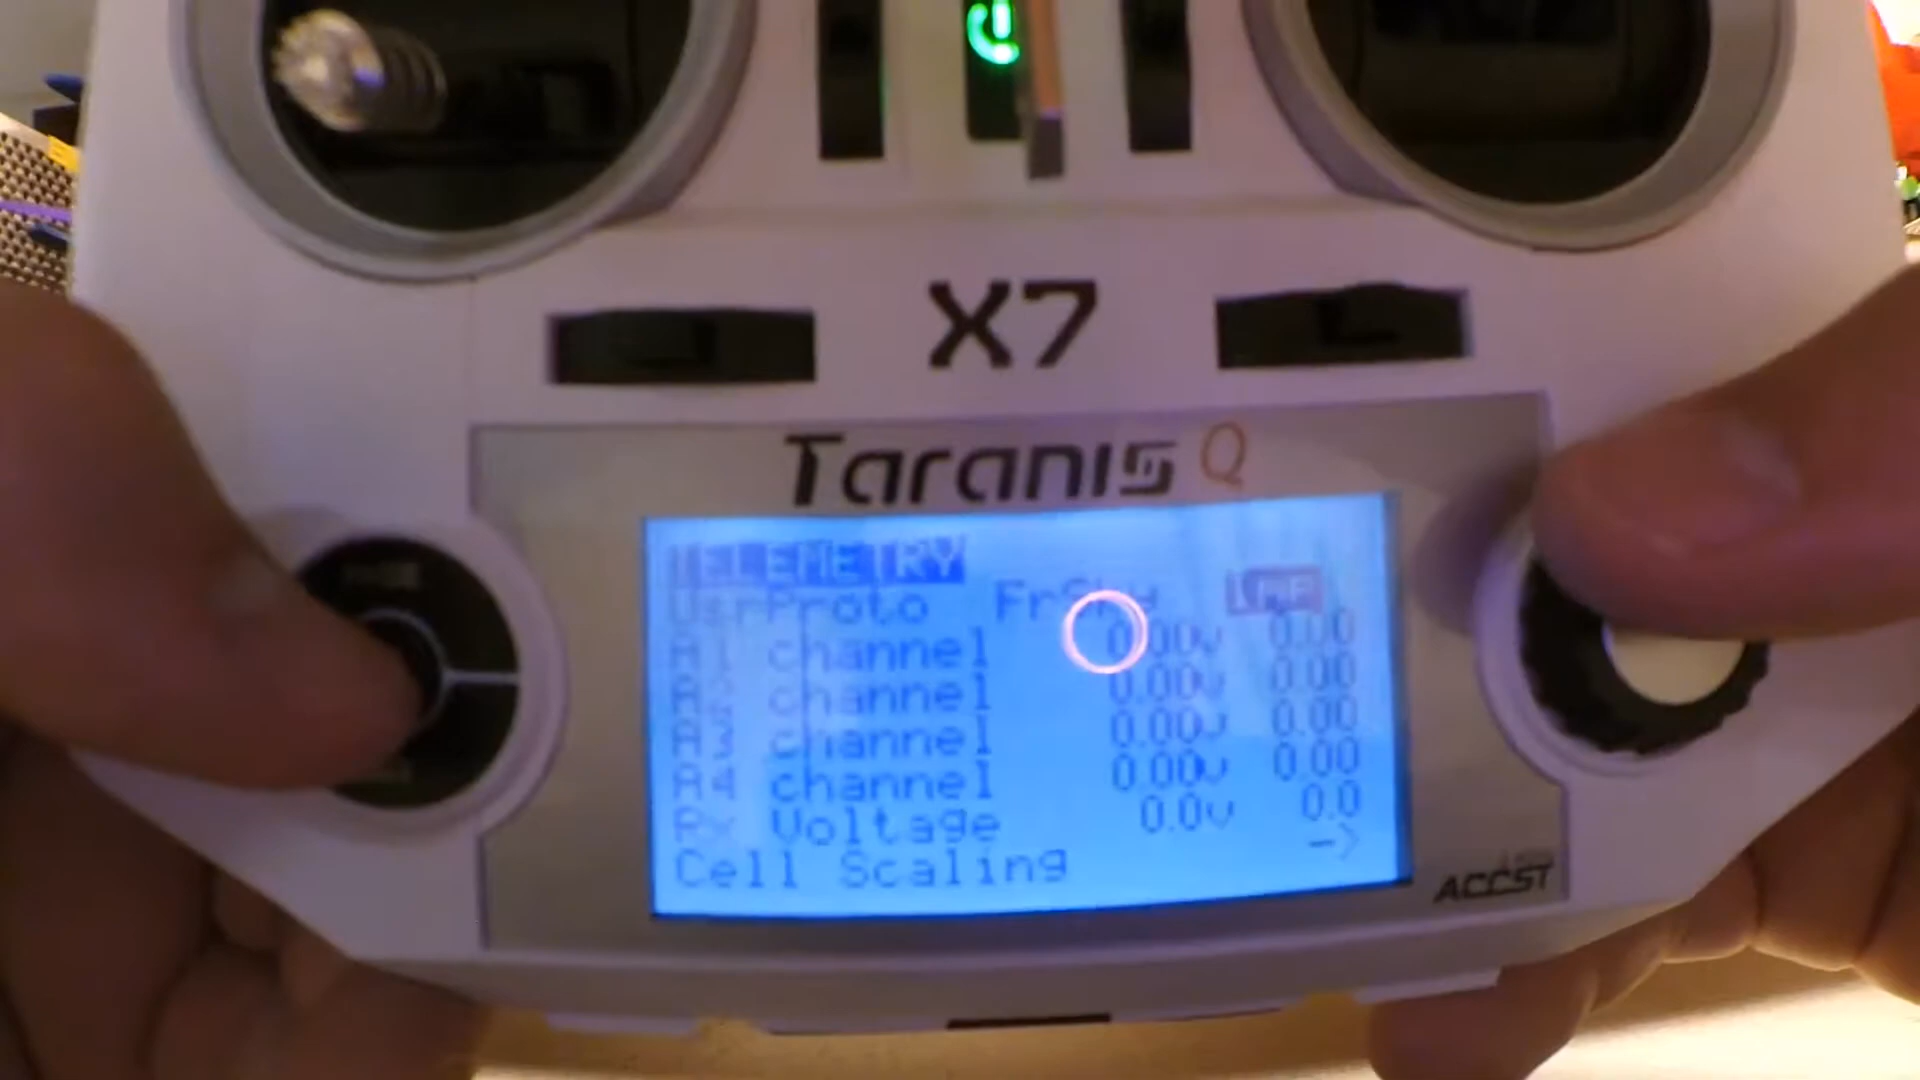 X7
Taranis Q
TELEMETRY
UsrProto FrSky
A1 channel 0.00v 0.00
A2 channel 0.00v 0.00
A3 channel 0.00v 0.00
A4 channel 0.00v 0.00
Rx Voltage 0.0v 0.0
Cell Scaling ->
ACCST